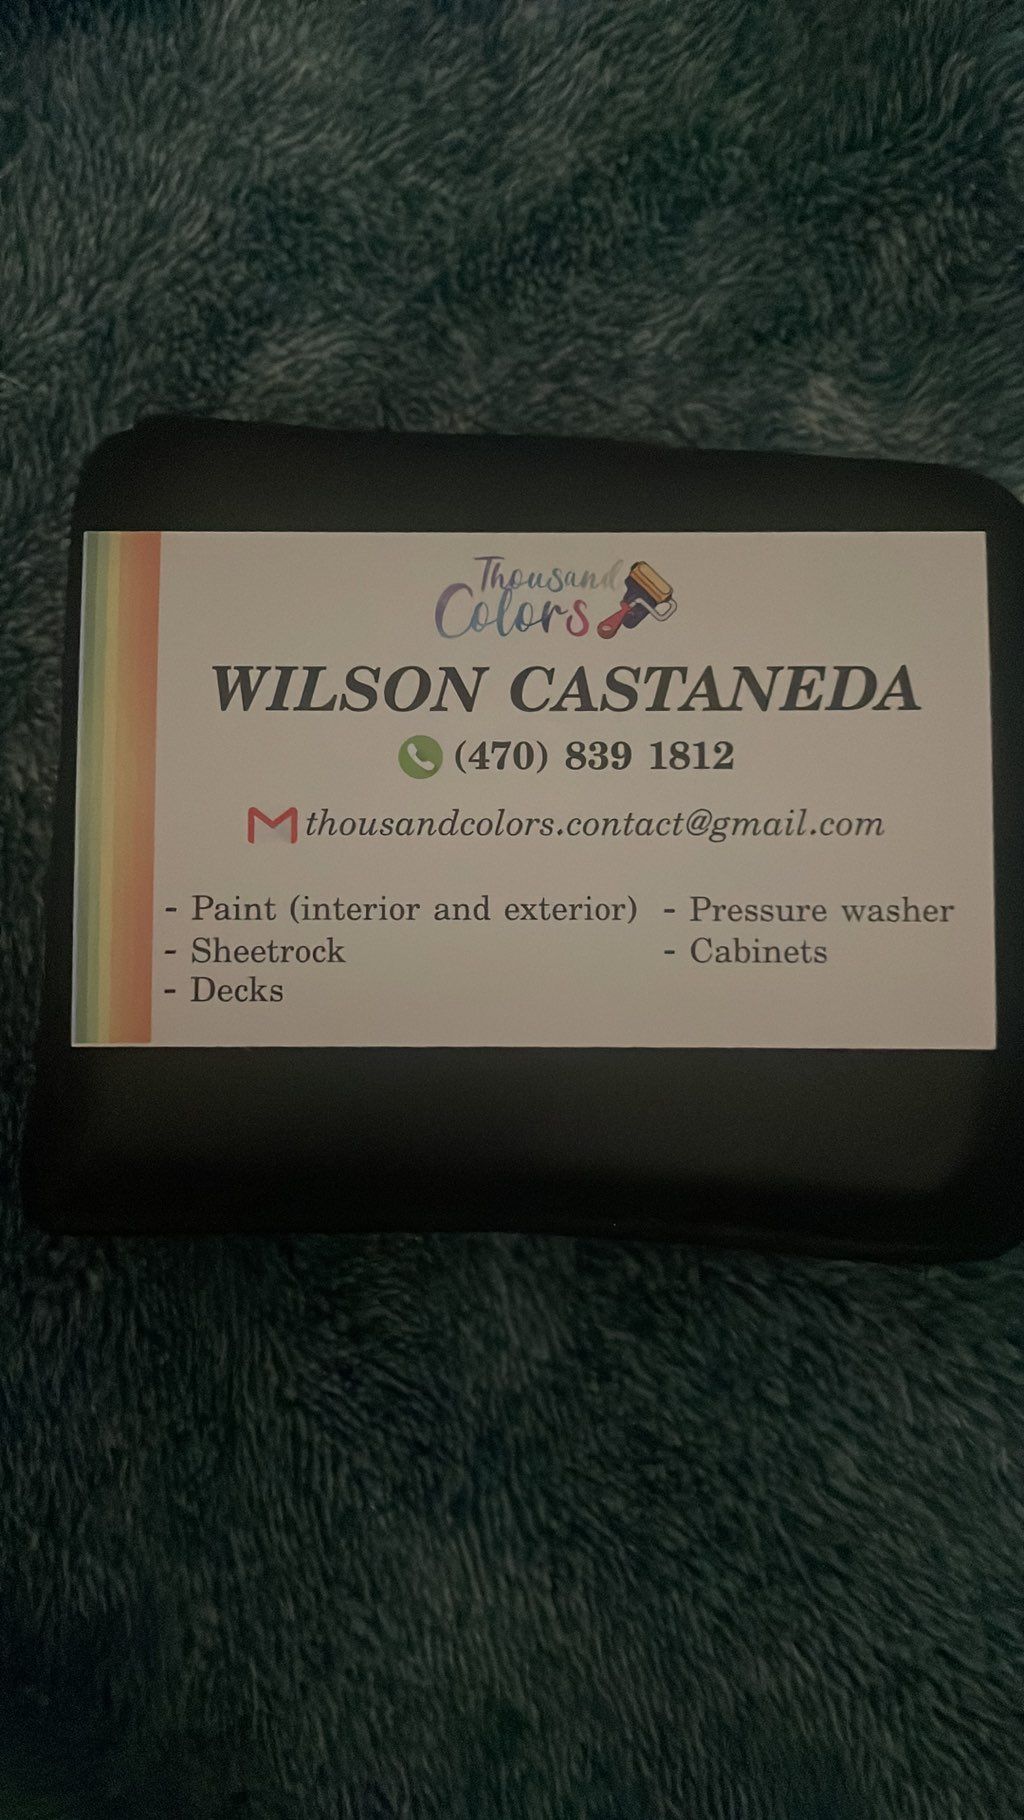 Thousand
Colors
WILSON CASTANEDA
(470) 839 1812
thousandcolors.contact@gmail.com
- Paint (interior and exterior)
- Sheetrock
- Decks
- Pressure washer
- Cabinets